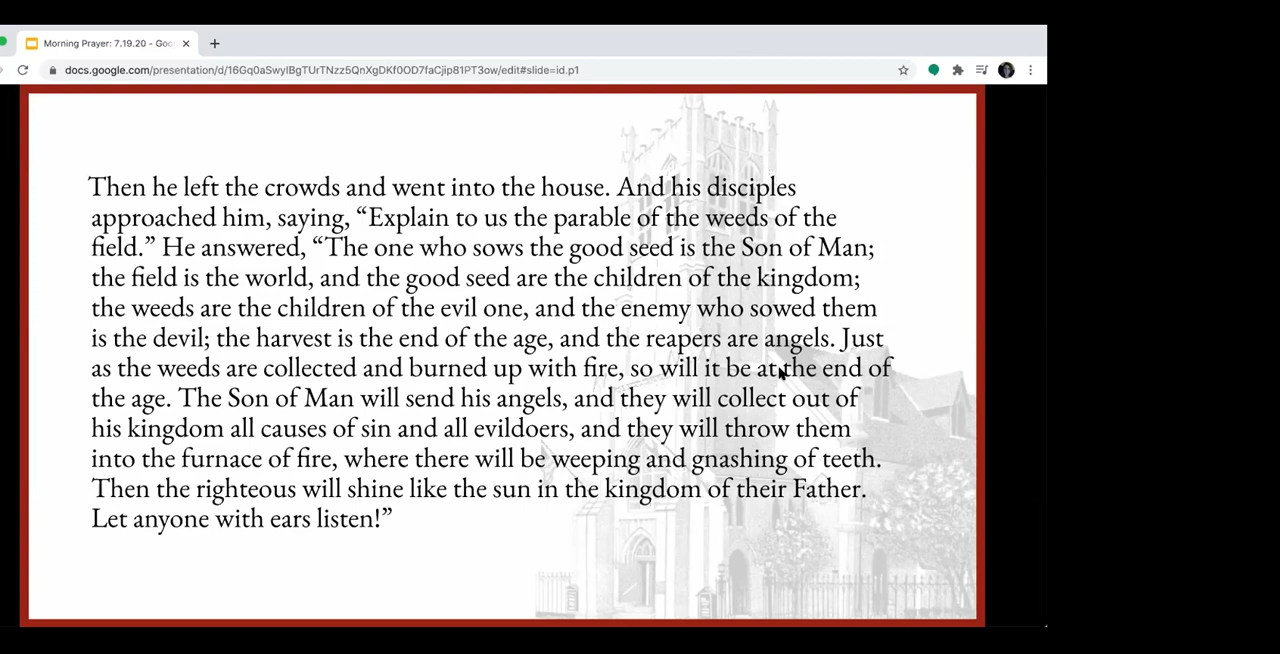 Morning Prayer: 7.19.20 - Goo
docs.google.com/presentation/d/16Gq0aSwyIBgTUrTNzz5QnXgDKf0OD7faCjip81PT3ow/edit#slide=id.p1
Then he left the crowds and went into the house. And his disciples
approached him, saying, “Explain to us the parable of the weeds of the
field.” He answered, “The one who sows the good seed is the Son of Man;
the field is the world, and the good seed are the children of the kingdom;
the weeds are the children of the evil one, and the enemy who sowed them
is the devil; the harvest is the end of the age, and the reapers are angels. Just
as the weeds are collected and burned up with fire, so will it be at the end of
the age. The Son of Man will send his angels, and they will collect out of
his kingdom all causes of sin and all evildoers, and they will throw them
into the furnace of fire, where there will be weeping and gnashing of teeth.
Then the righteous will shine like the sun in the kingdom of their Father.
Let anyone with ears listen!”